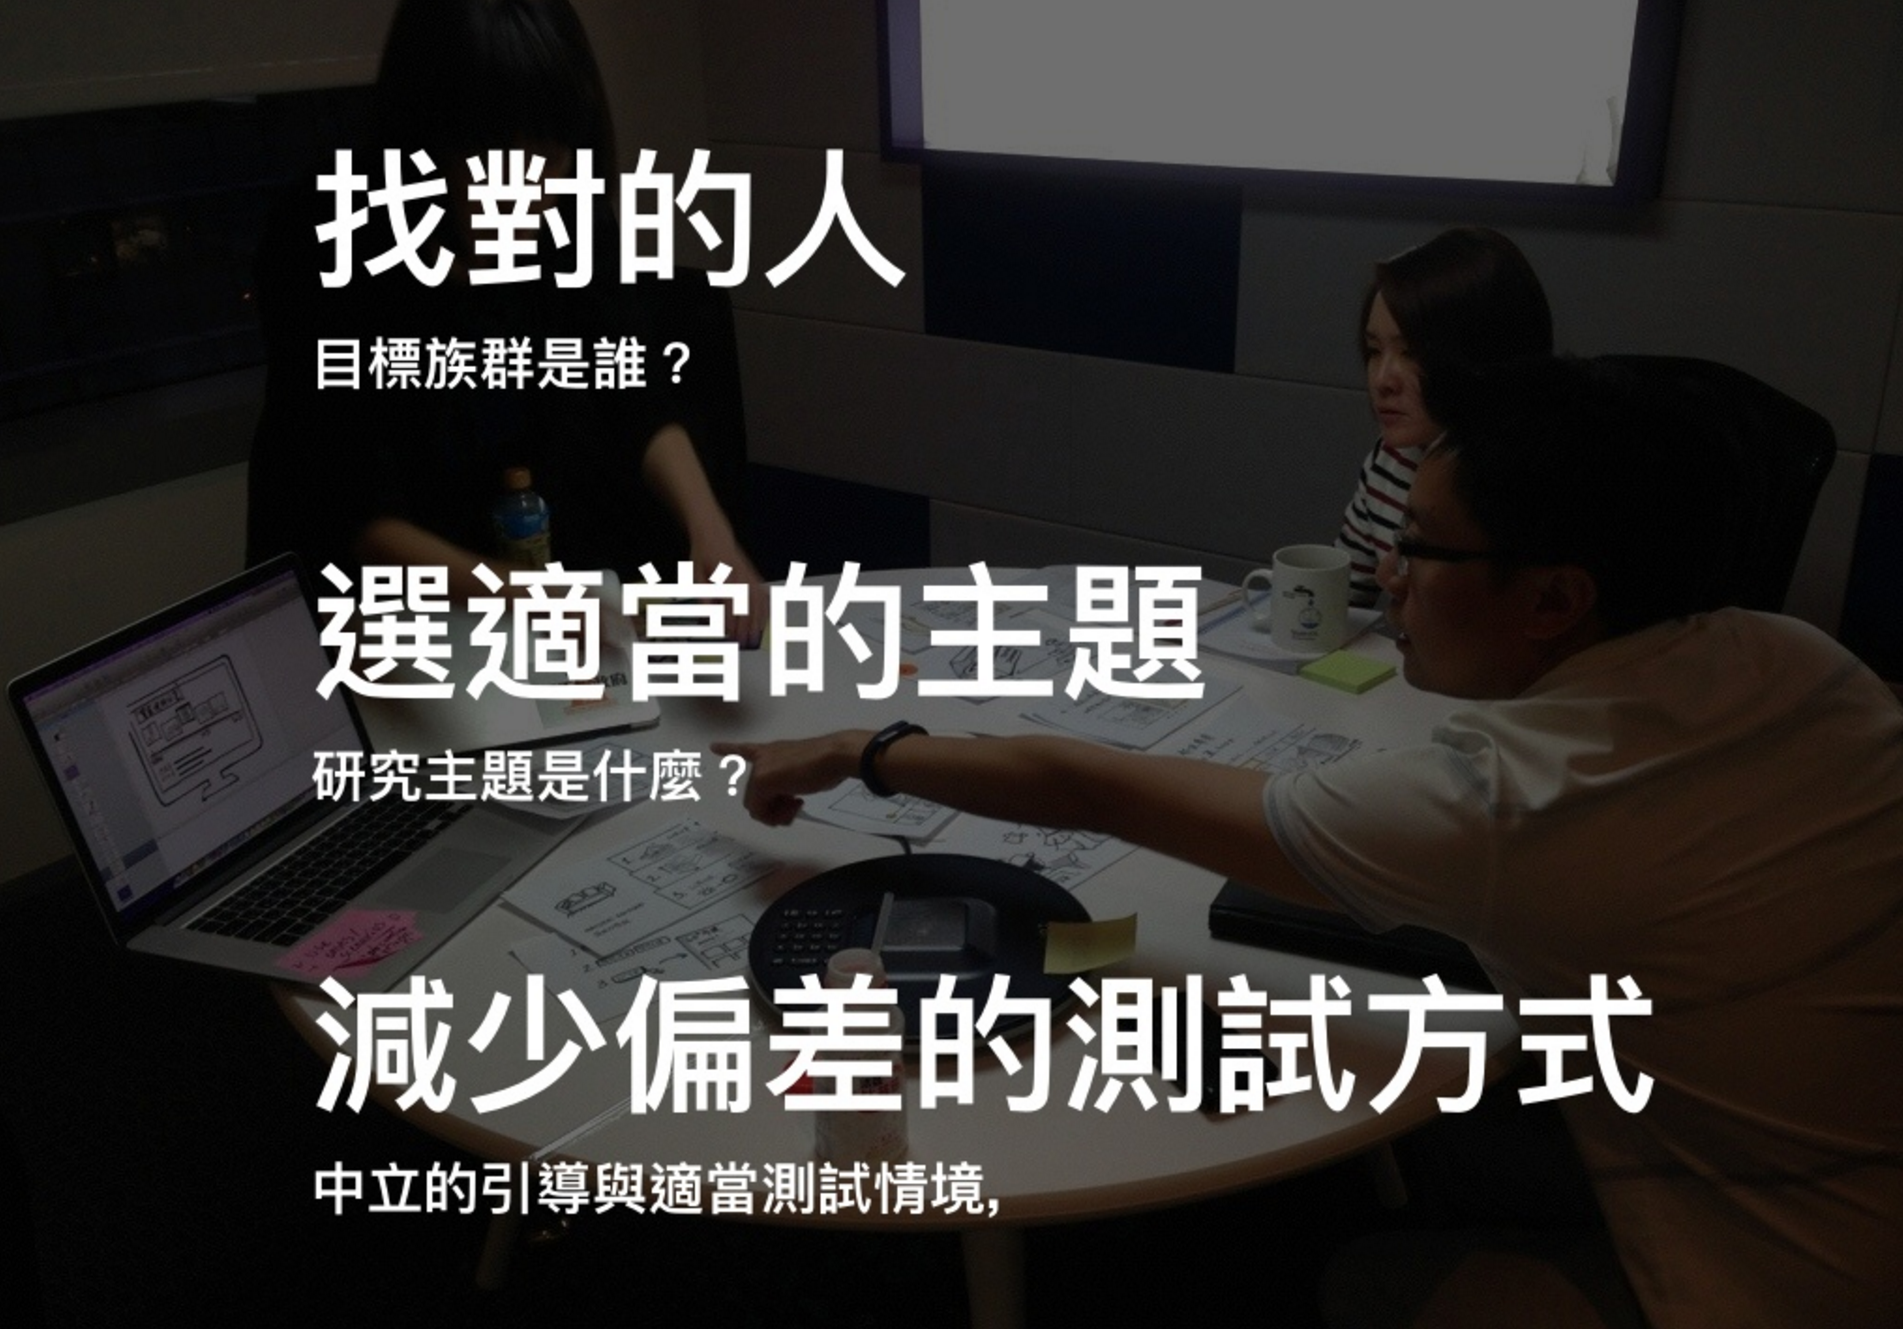 找對的人
目標族群是誰？
選適當的主題
研究主題是什麼？
減少偏差的測試方式
中立的引導與適當測試情境,